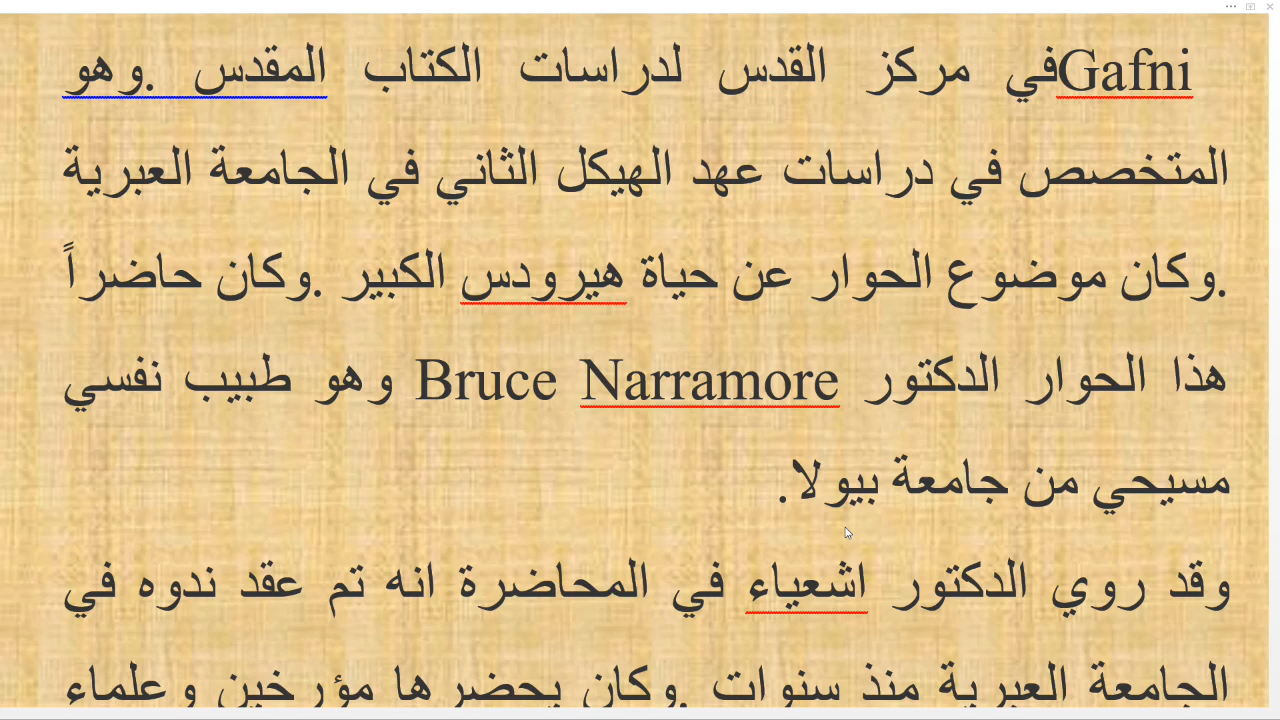 Gafniفي مركز القدس لدراسات الكتاب المقدس .وهو
المتخصص في دراسات عهد الهيكل الثاني في الجامعة العبرية
.وكان موضوع الحوار عن حياة هيرودس الكبير .وكان حاضراً
هذا الحوار الدكتور Bruce Narramore وهو طبيب نفسي
مسيحي من جامعة بيولا.
وقد روي الدكتور اشعياء في المحاضرة انه تم عقد ندوه في
الجامعة العبرية منذ سنوات .وكان يحضرها مؤرخين وعلماء